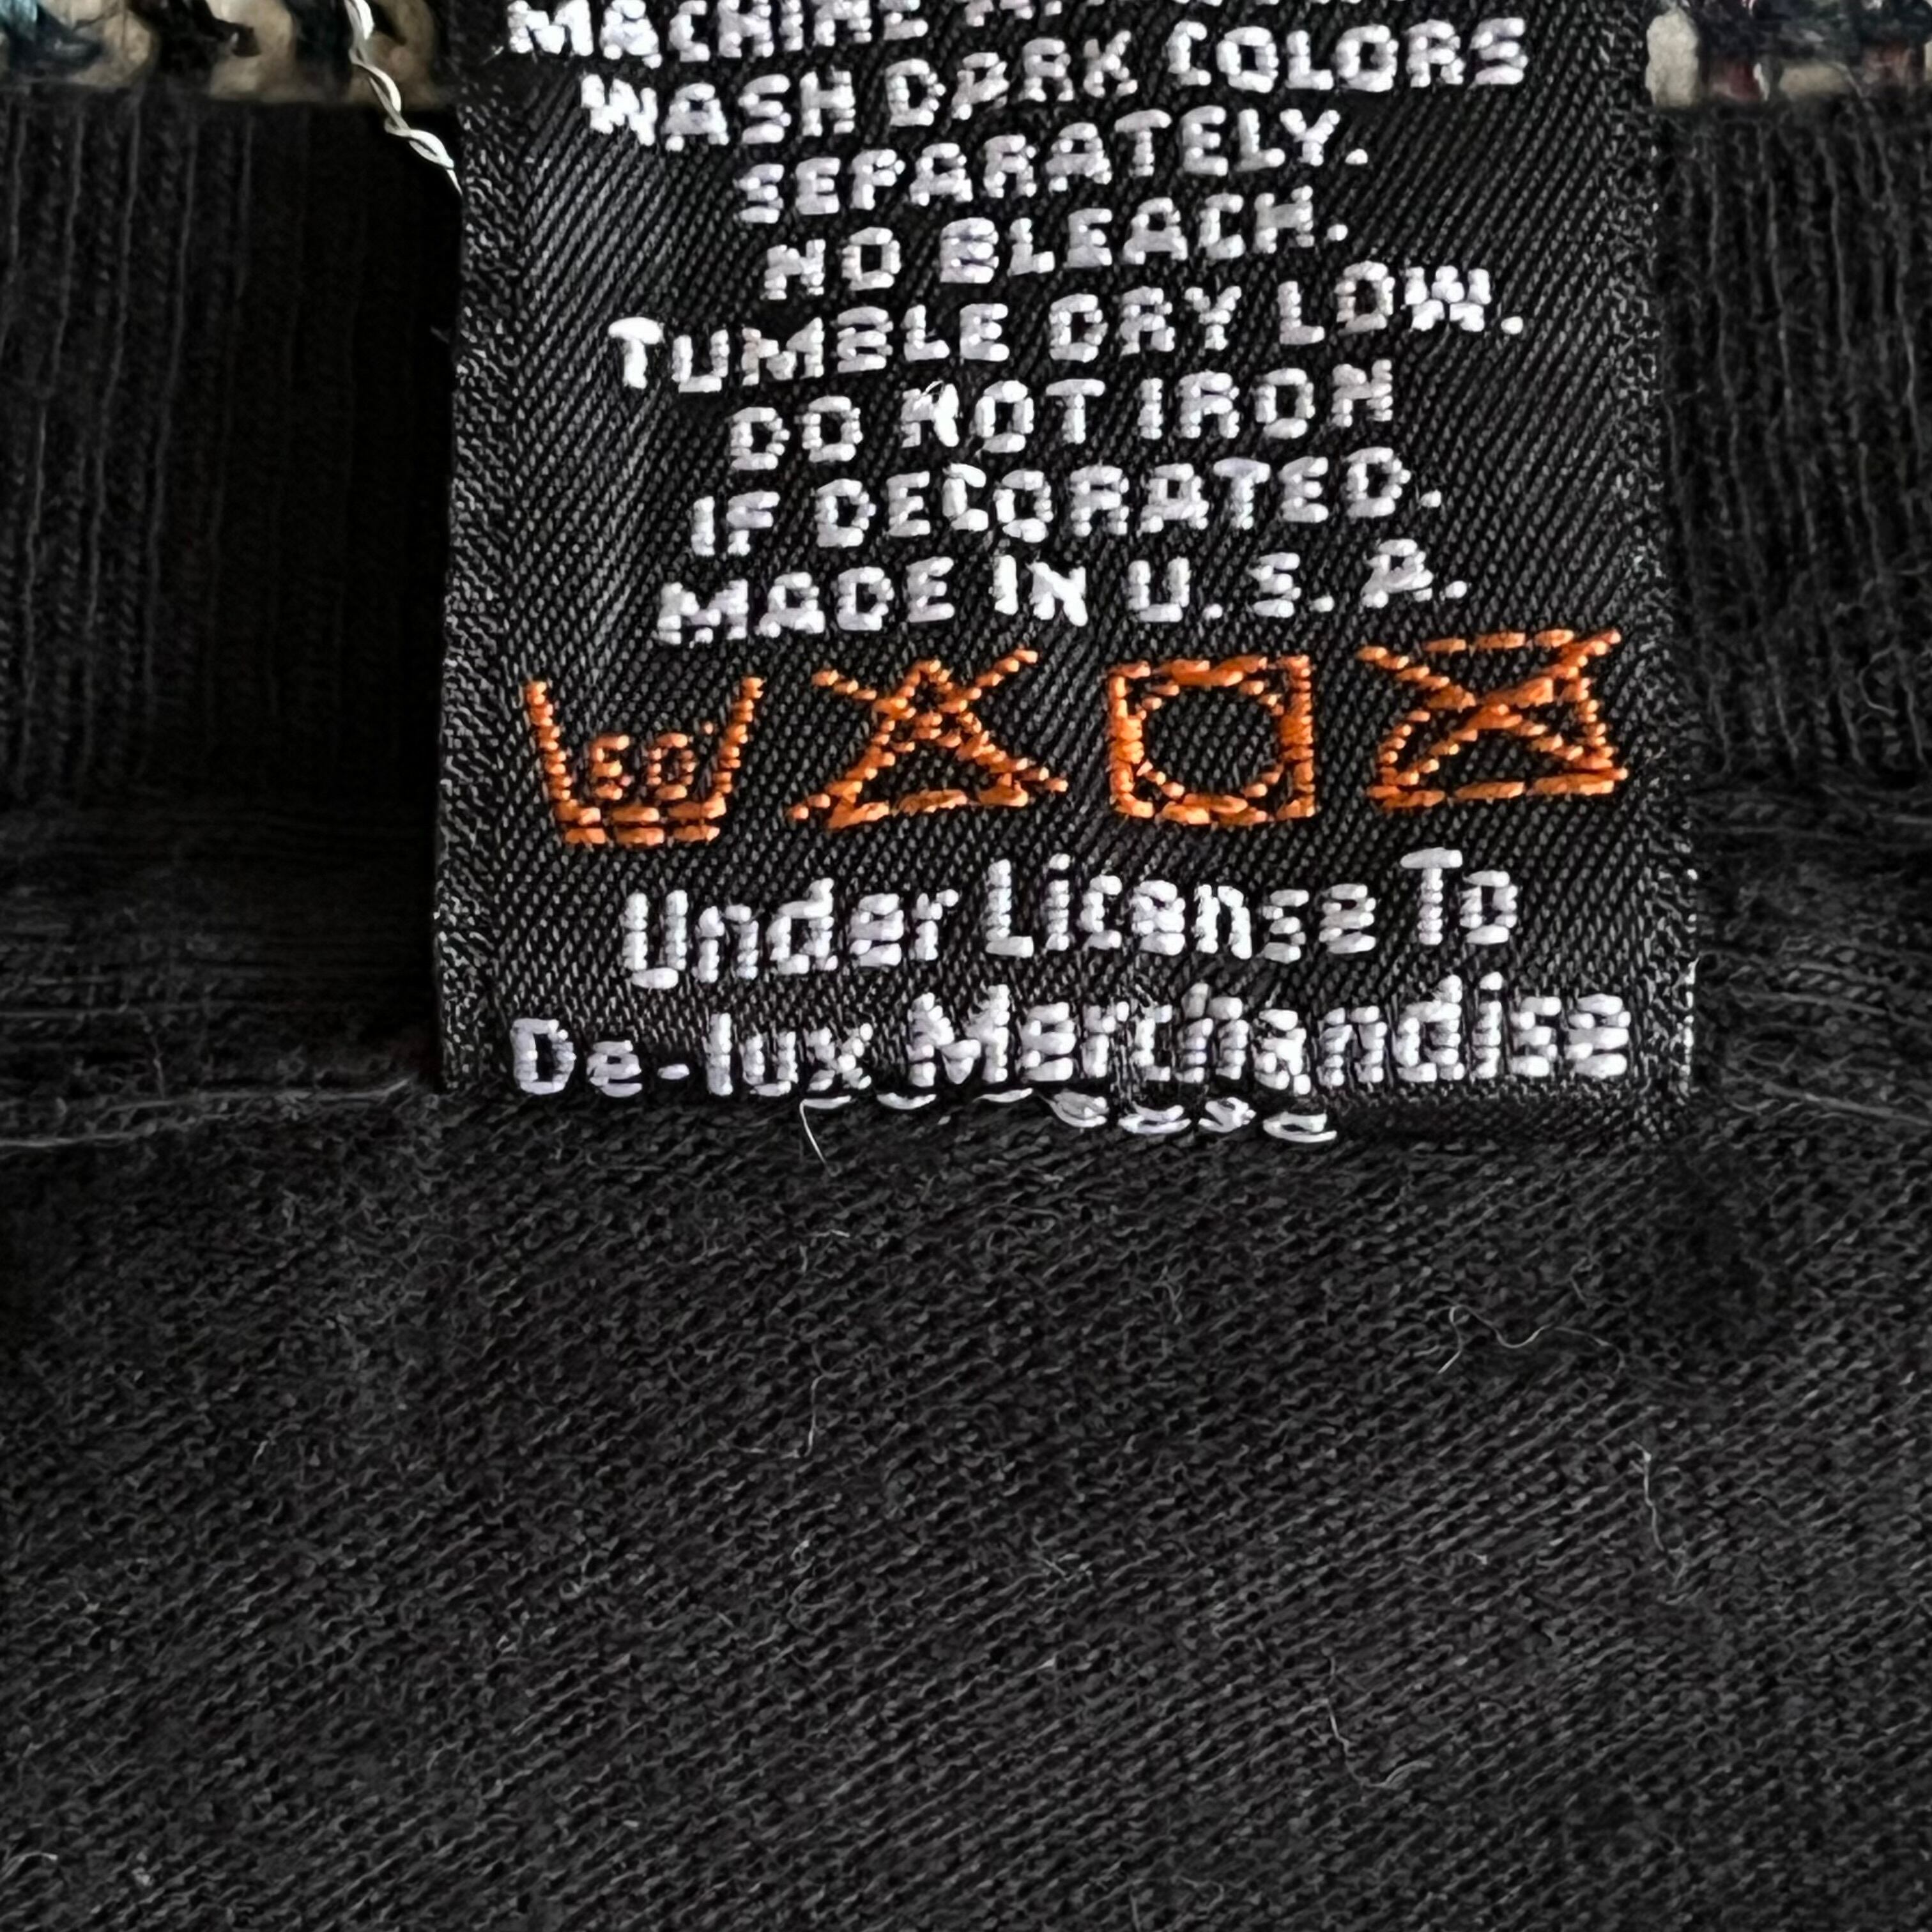 MACHINE
WASH DARK COLORS
SEPARATELY.
NO BLEACH.
TUMBLE DRY LOW.
DO NOT IRON
IF DECORATED.
MADE IN U.S.A.
Under License To
De-lux Merchandise